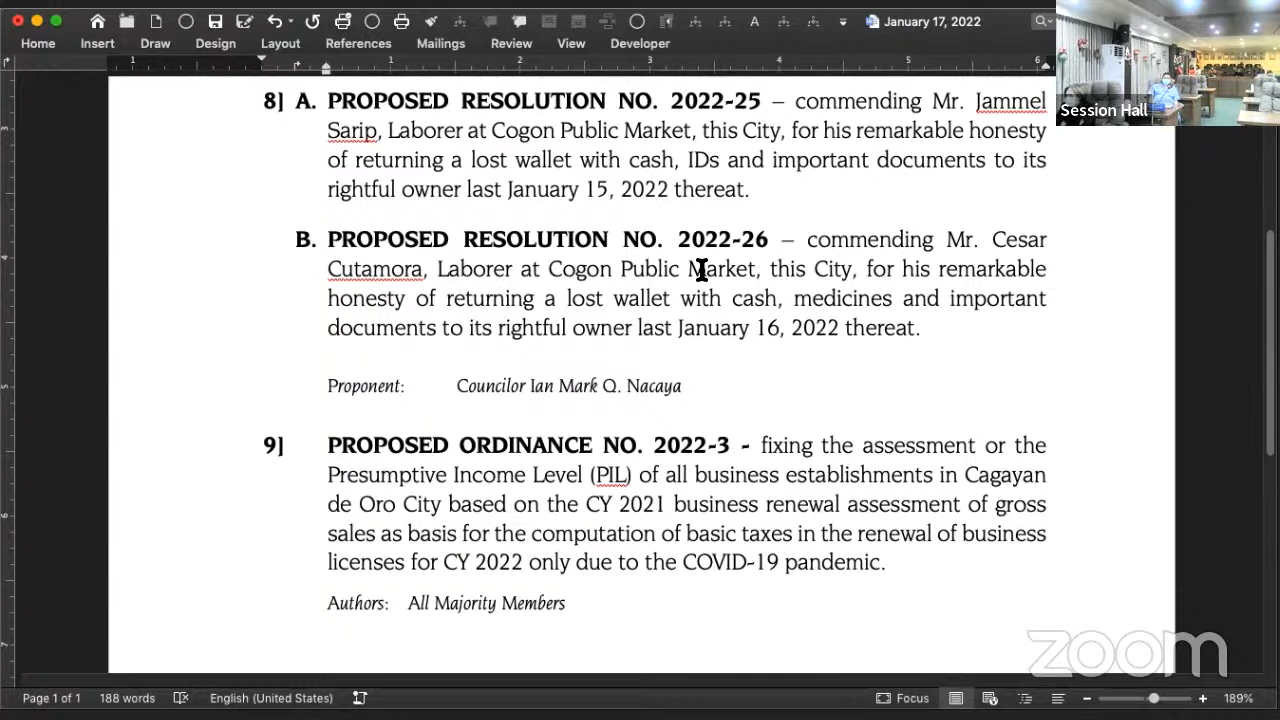 January 17, 2022
Home Insert Draw Design Layout References Mailings Review View Developer
Session Hall
1 1 2 3 4 5 6
8] A. PROPOSED RESOLUTION NO. 2022-25 – commending Mr. Jammel
Sarip, Laborer at Cogon Public Market, this City, for his remarkable honesty
of returning a lost wallet with cash, IDs and important documents to its
rightful owner last January 15, 2022 thereat.
B. PROPOSED RESOLUTION NO. 2022-26 – commending Mr. Cesar
Cutamora, Laborer at Cogon Public Market, this City, for his remarkable
honesty of returning a lost wallet with cash, medicines and important
documents to its rightful owner last January 16, 2022 thereat.
Proponent: Councilor Ian Mark Q. Nacaya
9] PROPOSED ORDINANCE NO. 2022-3 - fixing the assessment or the
Presumptive Income Level (PIL) of all business establishments in Cagayan
de Oro City based on the CY 2021 business renewal assessment of gross
sales as basis for the computation of basic taxes in the renewal of business
licenses for CY 2022 only due to the COVID-19 pandemic.
Authors: All Majority Members
zoom
Page 1 of 1 188 words English (United States) Focus 189%